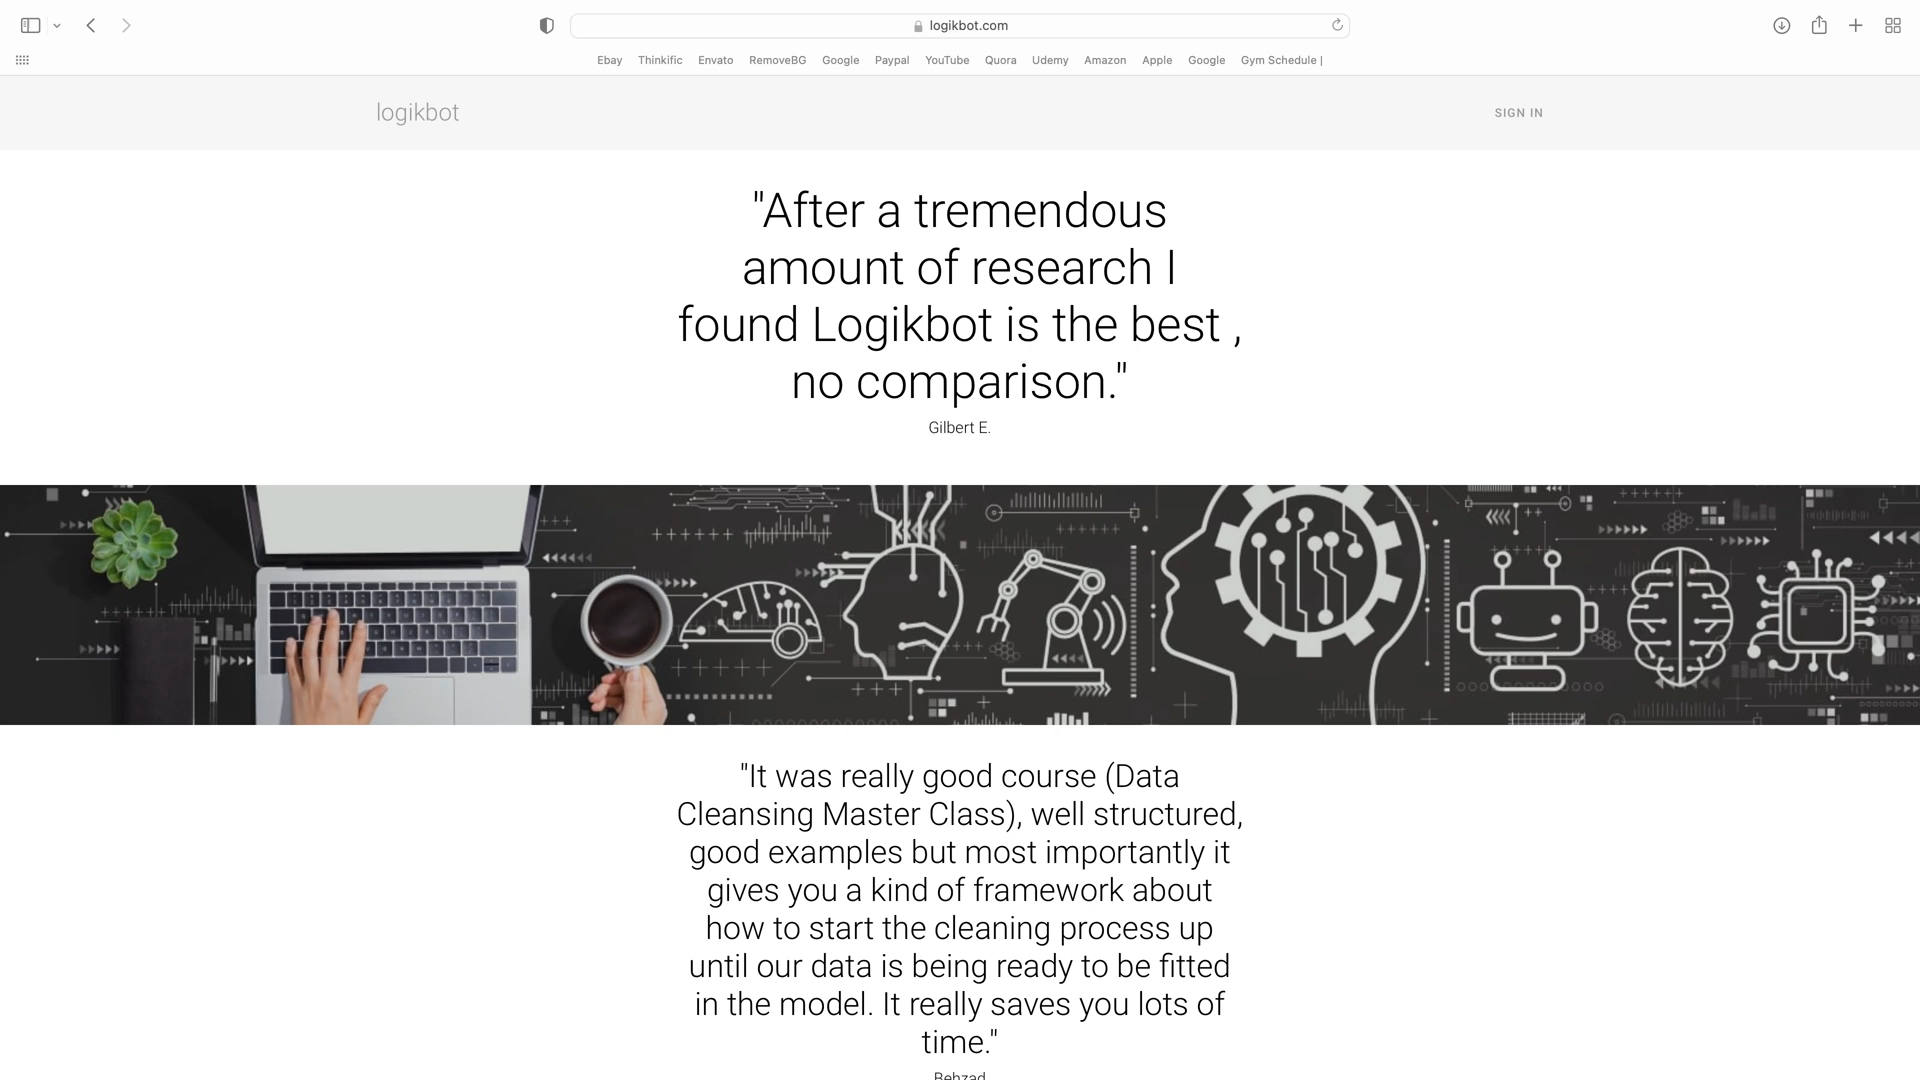 logikbot.com
Ebay Thinkific Envato RemoveBG Google Paypal YouTube Quora Udemy Amazon Apple Google Gym Schedule |
logikbot
SIGN IN
"After a tremendous
amount of research I
found Logikbot is the best ,
no comparison."
Gilbert E.
"It was really good course (Data
Cleansing Master Class), well structured,
good examples but most importantly it
gives you a kind of framework about
how to start the cleaning process up
until our data is being ready to be fitted
in the model. It really saves you lots of
time."
Behzad